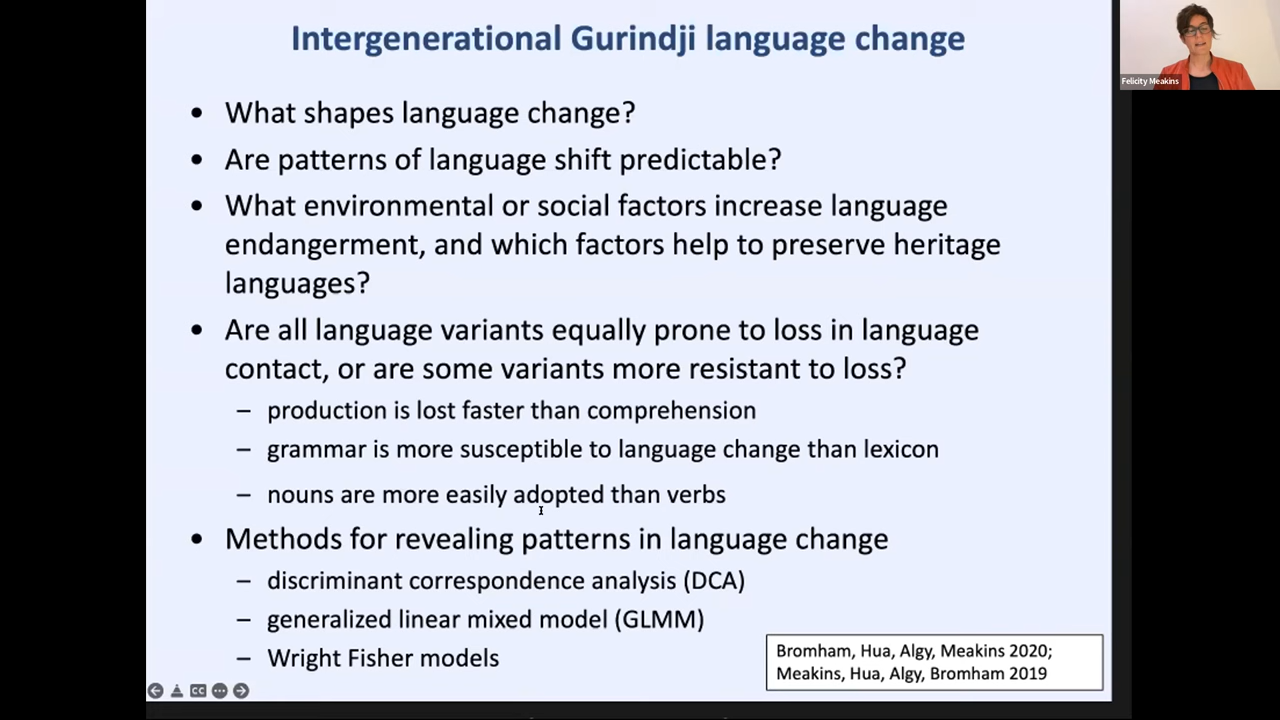 Intergenerational Gurindji language change
Felicity Meakins
• What shapes language change?
• Are patterns of language shift predictable?
• What environmental or social factors increase language
endangerment, and which factors help to preserve heritage
languages?
• Are all language variants equally prone to loss in language
contact, or are some variants more resistant to loss?
– production is lost faster than comprehension
– grammar is more susceptible to language change than lexicon
– nouns are more easily adopted than verbs
• Methods for revealing patterns in language change
– discriminant correspondence analysis (DCA)
– generalized linear mixed model (GLMM)
– Wright Fisher models
Bromham, Hua, Algy, Meakins 2020;
Meakins, Hua, Algy, Bromham 2019
CC